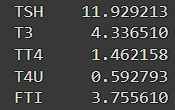 TSH 11.929213
T3 4.336510
TT4 1.462158
T4U 0.592793
FTI 3.755610